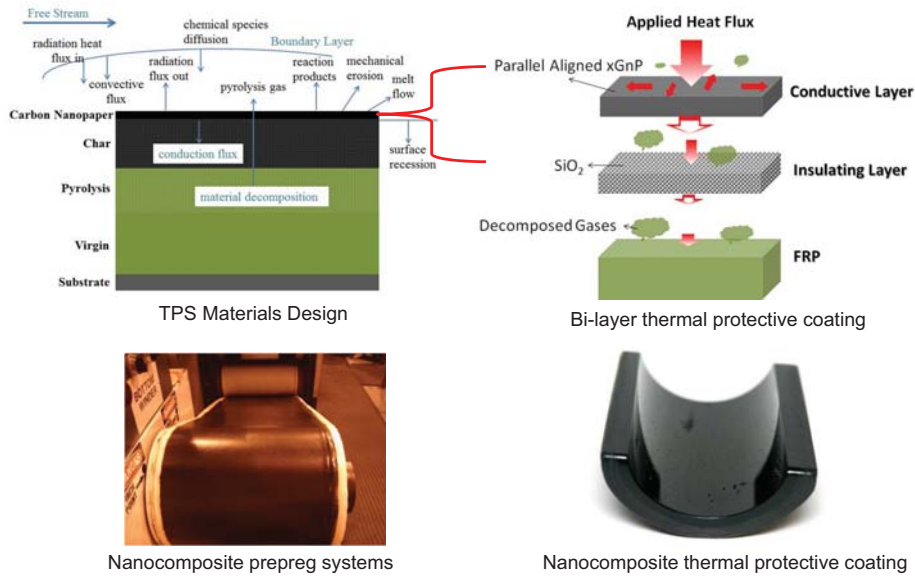 Free Stream
chemical species
diffusion
Boundary Layer
radiation heat
flux in
convective
flux
radiation
flux out
pyrolysis gas
reaction
products
mechanical
erosion
melt
flow
Carbon Nanopaper
Char
conduction flux
surface
recession
Pyrolysis
material decomposition
Virgin
Substrate
TPS Materials Design
Applied Heat Flux
Parallel Aligned xGnP
Conductive Layer
SiO₂
Insulating Layer
Decomposed Gases
FRP
Bi-layer thermal protective coating
BOTTOM
WINDER
Nanocomposite prepreg systems
Nanocomposite thermal protective coating